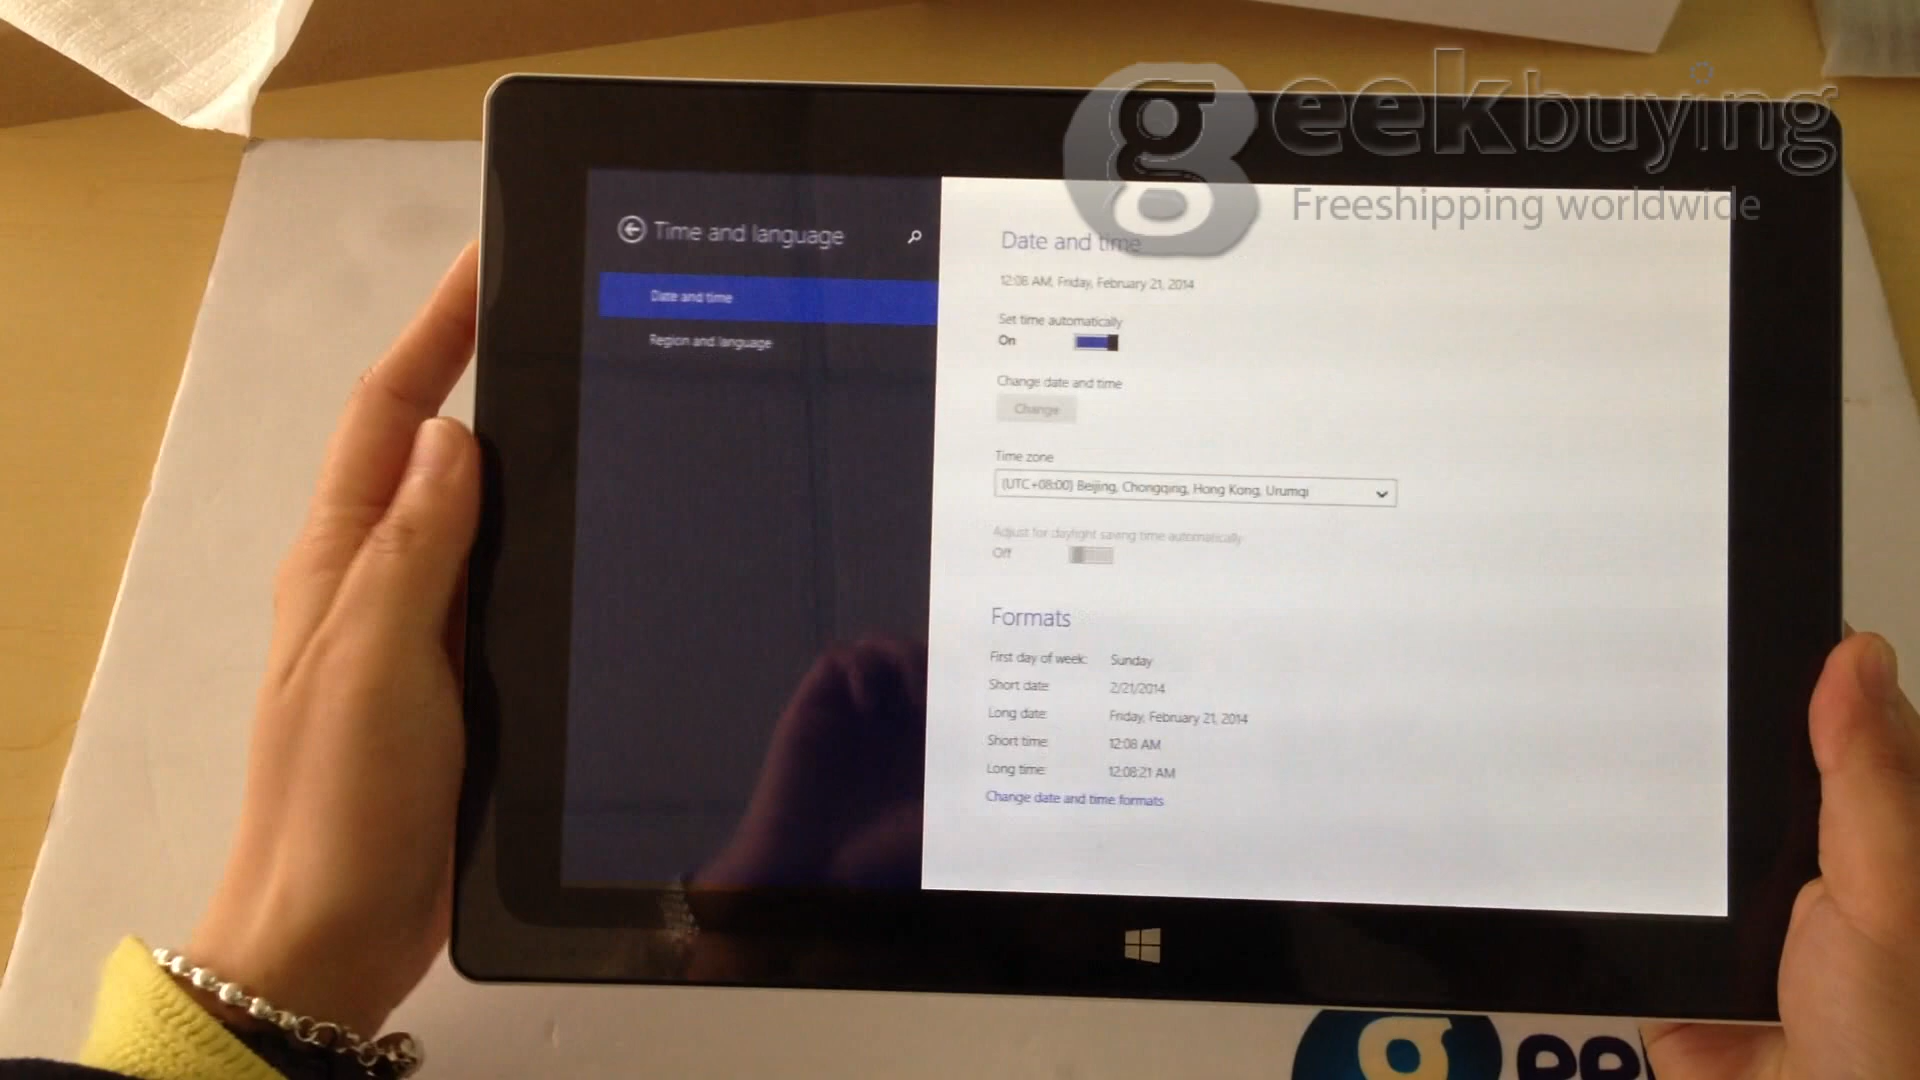 geekbuying
Freeshipping worldwide
Time and language
Date and time
Region and language
Date and time
12:08 AM, Friday, February 21, 2014
Set time automatically
On
Change date and time
Change
Time zone
(UTC+08:00) Beijing, Chongqing, Hong Kong, Urumqi
Adjust for daylight saving time automatically
Off
Formats
First day of week: Sunday
Short date: 2/21/2014
Long date: Friday, February 21, 2014
Short time: 12:08 AM
Long time: 12:08:21 AM
Change date and time formats